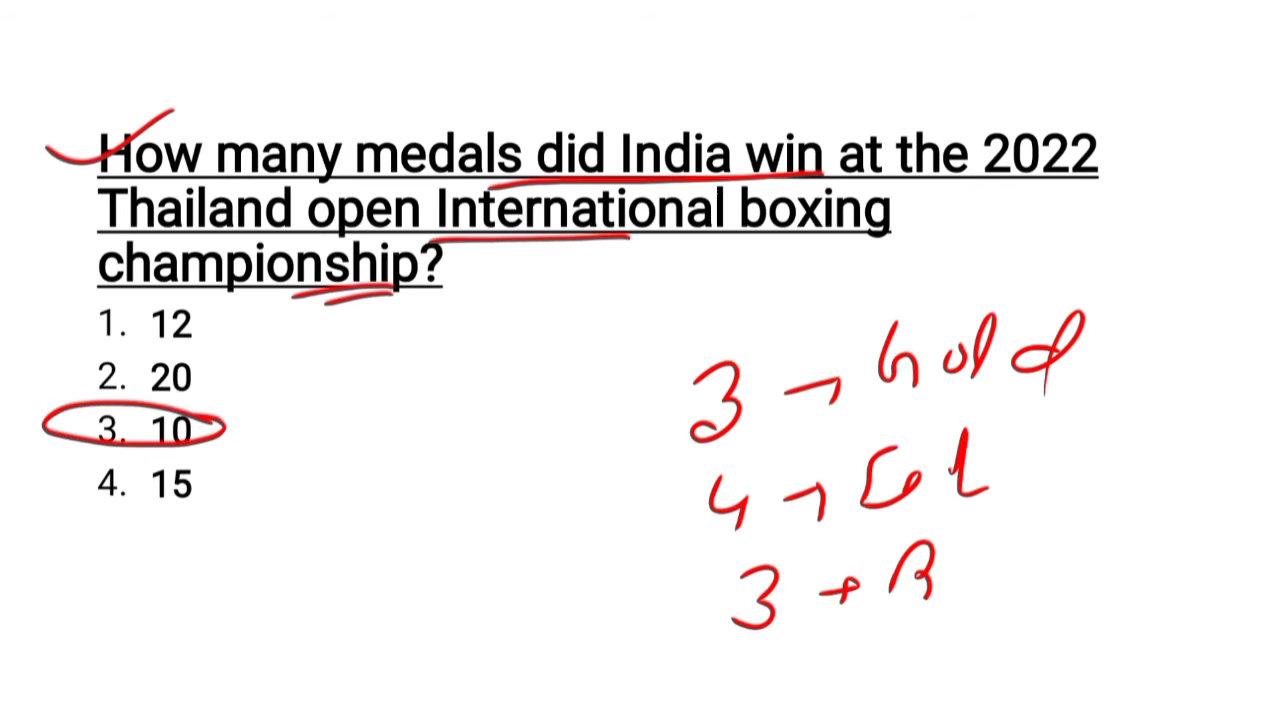 How many medals did India win at the 2022
Thailand open International boxing
championship?
1. 12
2. 20
3. 10
4. 15
3 → Gold
4 →
3 → B